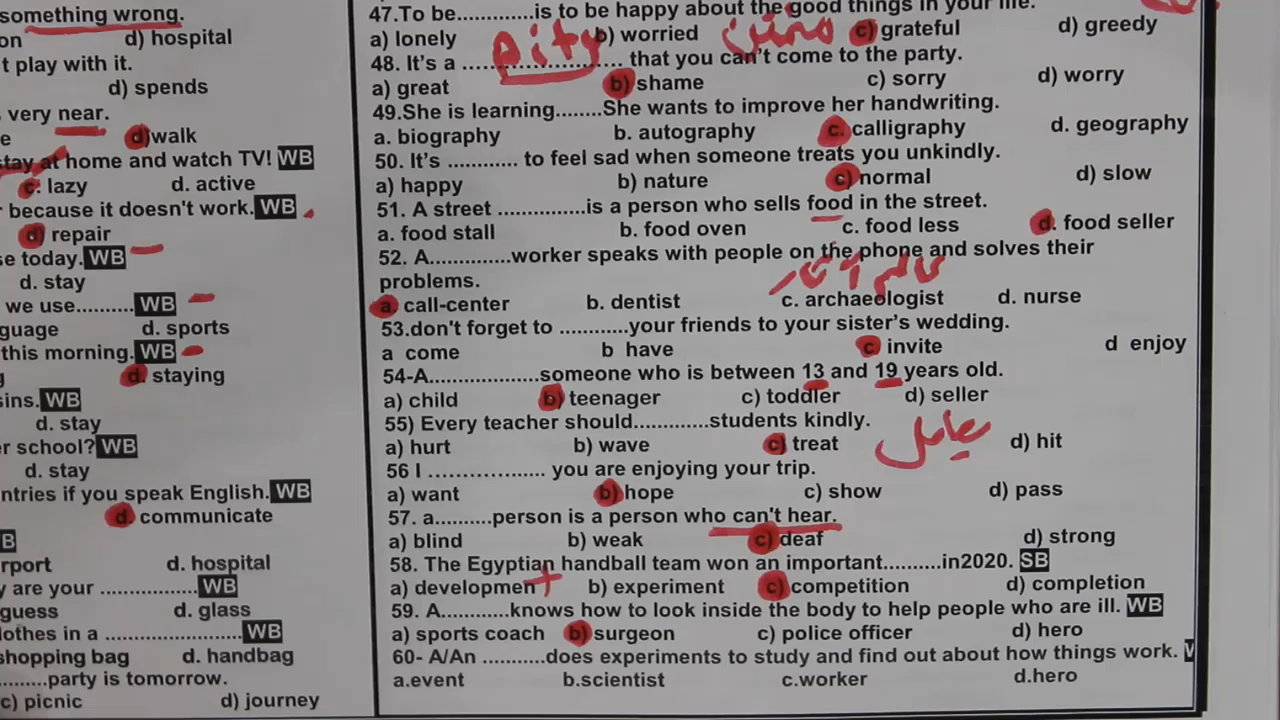 something wrong.
on d) hospital
t play with it.
d) spends
very near.
e d)walk
stay at home and watch TV! WB
c. lazy d. active
r because it doesn't work. WB
d) repair
se today. WB
d. stay
we use.......... WB
guage d. sports
this morning. WB
g d. staying
sins. WB
d. stay
er school? WB
d. stay
ntries if you speak English. WB
d. communicate
B
rport d. hospital
y are your ................ WB
guess d. glass
lothes in a ....................... WB
shopping bag d. handbag
.........party is tomorrow.
c) picnic d) journey
47.To be.............is to be happy about the good things in your life.
a) lonely b) worried c) grateful d) greedy
pity
ممتن
48. It's a ........................... that you can't come to the party.
a) great b) shame c) sorry d) worry
49.She is learning........She wants to improve her handwriting.
a. biography b. autography c. calligraphy d. geography
50. It's ............ to feel sad when someone treats you unkindly.
a) happy b) nature c) normal d) slow
51. A street ...............is a person who sells food in the street.
a. food stall b. food oven c. food less d. food seller
52. A..............worker speaks with people on the phone and solves their
problems.
عالم آثار
a. call-center b. dentist c. archaeologist d. nurse
53.don't forget to ............your friends to your sister's wedding.
a come b have c invite d enjoy
54-A....................someone who is between 13 and 19 years old.
a) child b) teenager c) toddler d) seller
55) Every teacher should.............students kindly.
a) hurt b) wave c) treat يعامل d) hit
56 I ..................... you are enjoying your trip.
a) want b) hope c) show d) pass
57. a..........person is a person who can't hear.
a) blind b) weak c) deaf d) strong
58. The Egyptian handball team won an important..........in2020. SB
a) development b) experiment c) competition d) completion
59. A...........knows how to look inside the body to help people who are ill. WB
a) sports coach b) surgeon c) police officer d) hero
60- A/An ...........does experiments to study and find out about how things work.
a.event b.scientist c.worker d.hero